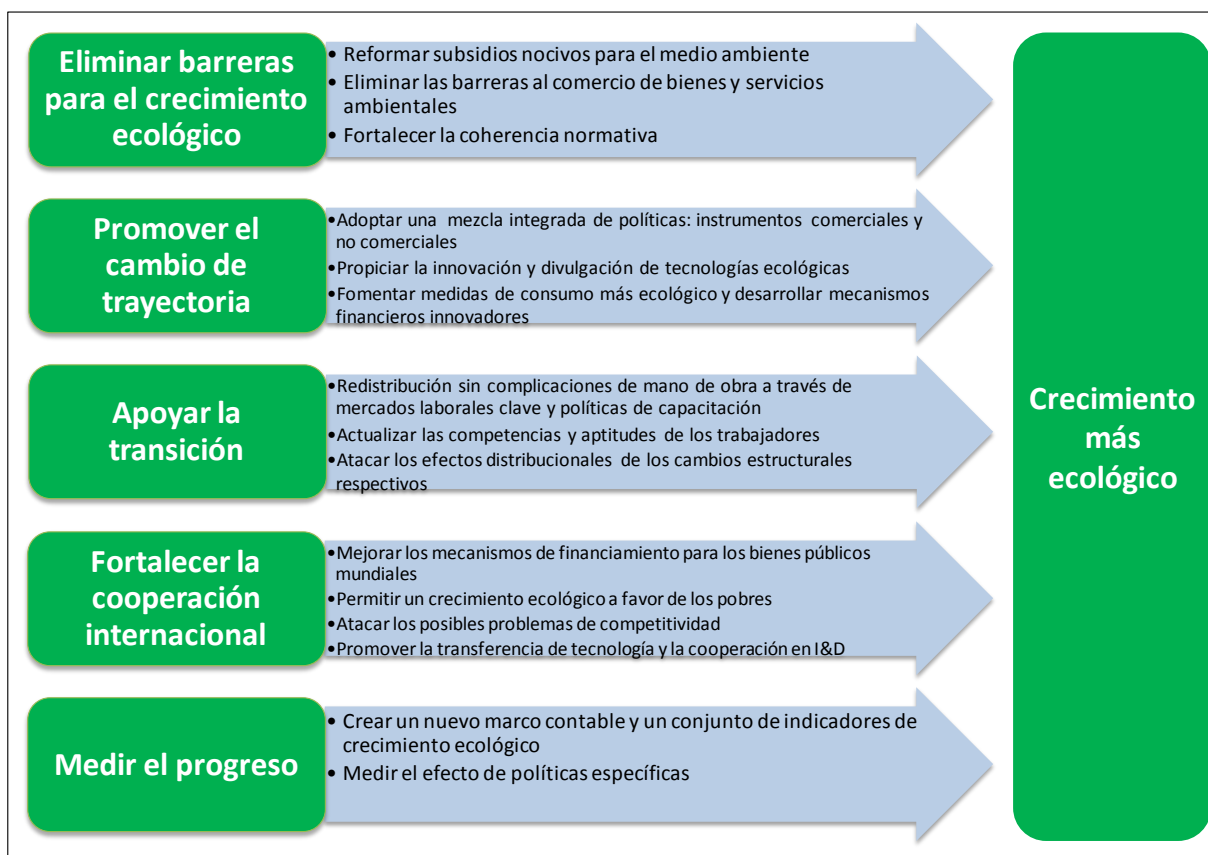 Eliminar barreras
para el crecimiento
ecológico
• Reformar subsidios nocivos para el medio ambiente
• Eliminar las barreras al comercio de bienes y servicios
ambientales
• Fortalecer la coherencia normativa
Promover el
cambio de
trayectoria
•Adoptar una mezcla integrada de políticas: instrumentos comerciales y
no comerciales
•Propiciar la innovación y divulgación de tecnologías ecológicas
•Fomentar medidas de consumo más ecológico y desarrollar mecanismos
financieros innovadores
Apoyar la
transición
•Redistribución sin complicaciones de mano de obra a través de
mercados laborales clave y políticas de capacitación
•Actualizar las competencias y aptitudes de los trabajadores
•Atacar los efectos distribucionales de los cambios estructurales
respectivos
Fortalecer la
cooperación
internacional
•Mejorar los mecanismos de financiamiento para los bienes públicos
mundiales
•Permitir un crecimiento ecológico a favor de los pobres
•Atacar los posibles problemas de competitividad
•Promover la transferencia de tecnología y la cooperación en I&D
Medir el progreso
• Crear un nuevo marco contable y un conjunto de indicadores de
crecimiento ecológico
• Medir el efecto de políticas específicas
Crecimiento
más
ecológico